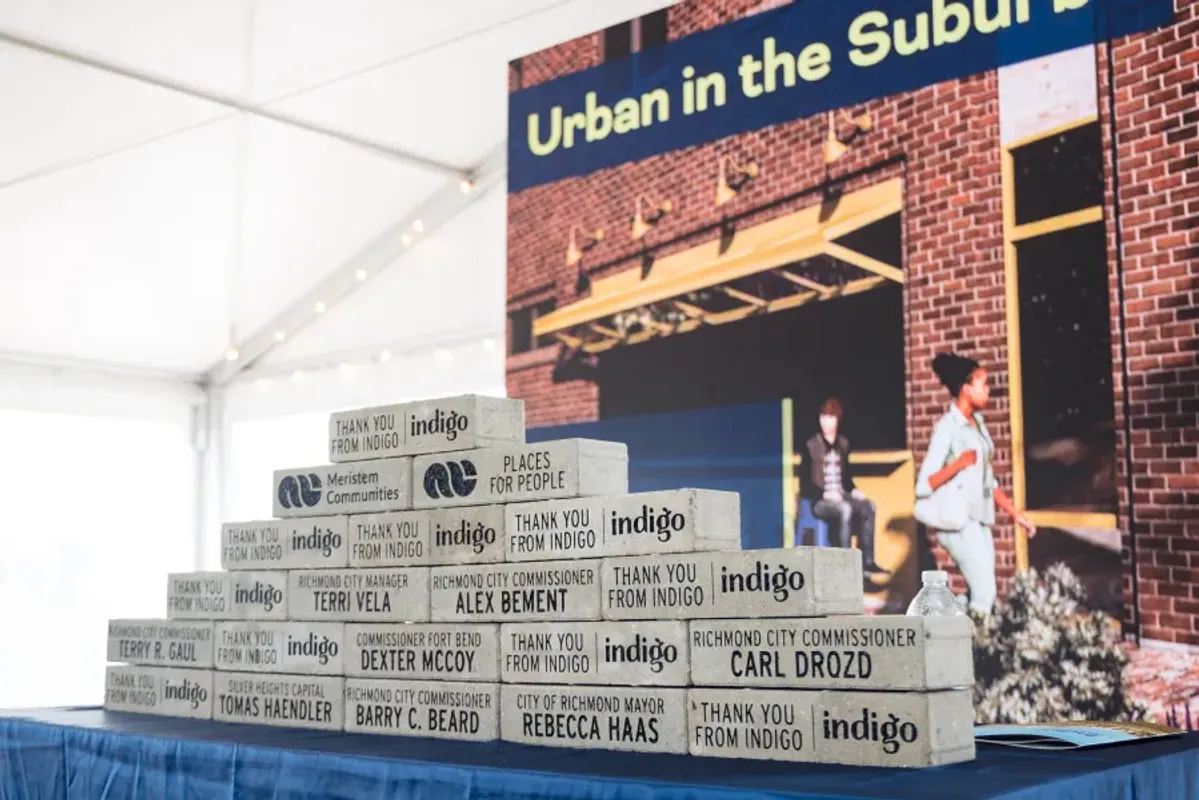 Urban in the Suburb
THANK YOU
FROM INDIGO
indigo
Meristem
Communities
PLACES
FOR PEOPLE
THANK YOU
FROM INDIGO
indigo
THANK YOU
FROM INDIGO
indigo
THANK YOU
FROM INDIGO
indigo
THANK YOU
FROM INDIGO
indigo
RICHMOND CITY MANAGER
TERRI VELA
RICHMOND CITY COMMISSIONER
ALEX BEMENT
THANK YOU
FROM INDIGO
indigo
RICHMOND CITY COMMISSIONER
TERRY R. GAUL
THANK YOU
FROM INDIGO
indigo
COMMISSIONER FORT BEND
DEXTER MCCOY
THANK YOU
FROM INDIGO
indigo
RICHMOND CITY COMMISSIONER
CARL DROZD
THANK YOU
FROM INDIGO
indigo
SILVER HEIGHTS CAPITAL
TOMAS HAENDLER
RICHMOND CITY COMMISSIONER
BARRY C. BEARD
CITY OF RICHMOND MAYOR
REBECCA HAAS
THANK YOU
FROM INDIGO
indigo